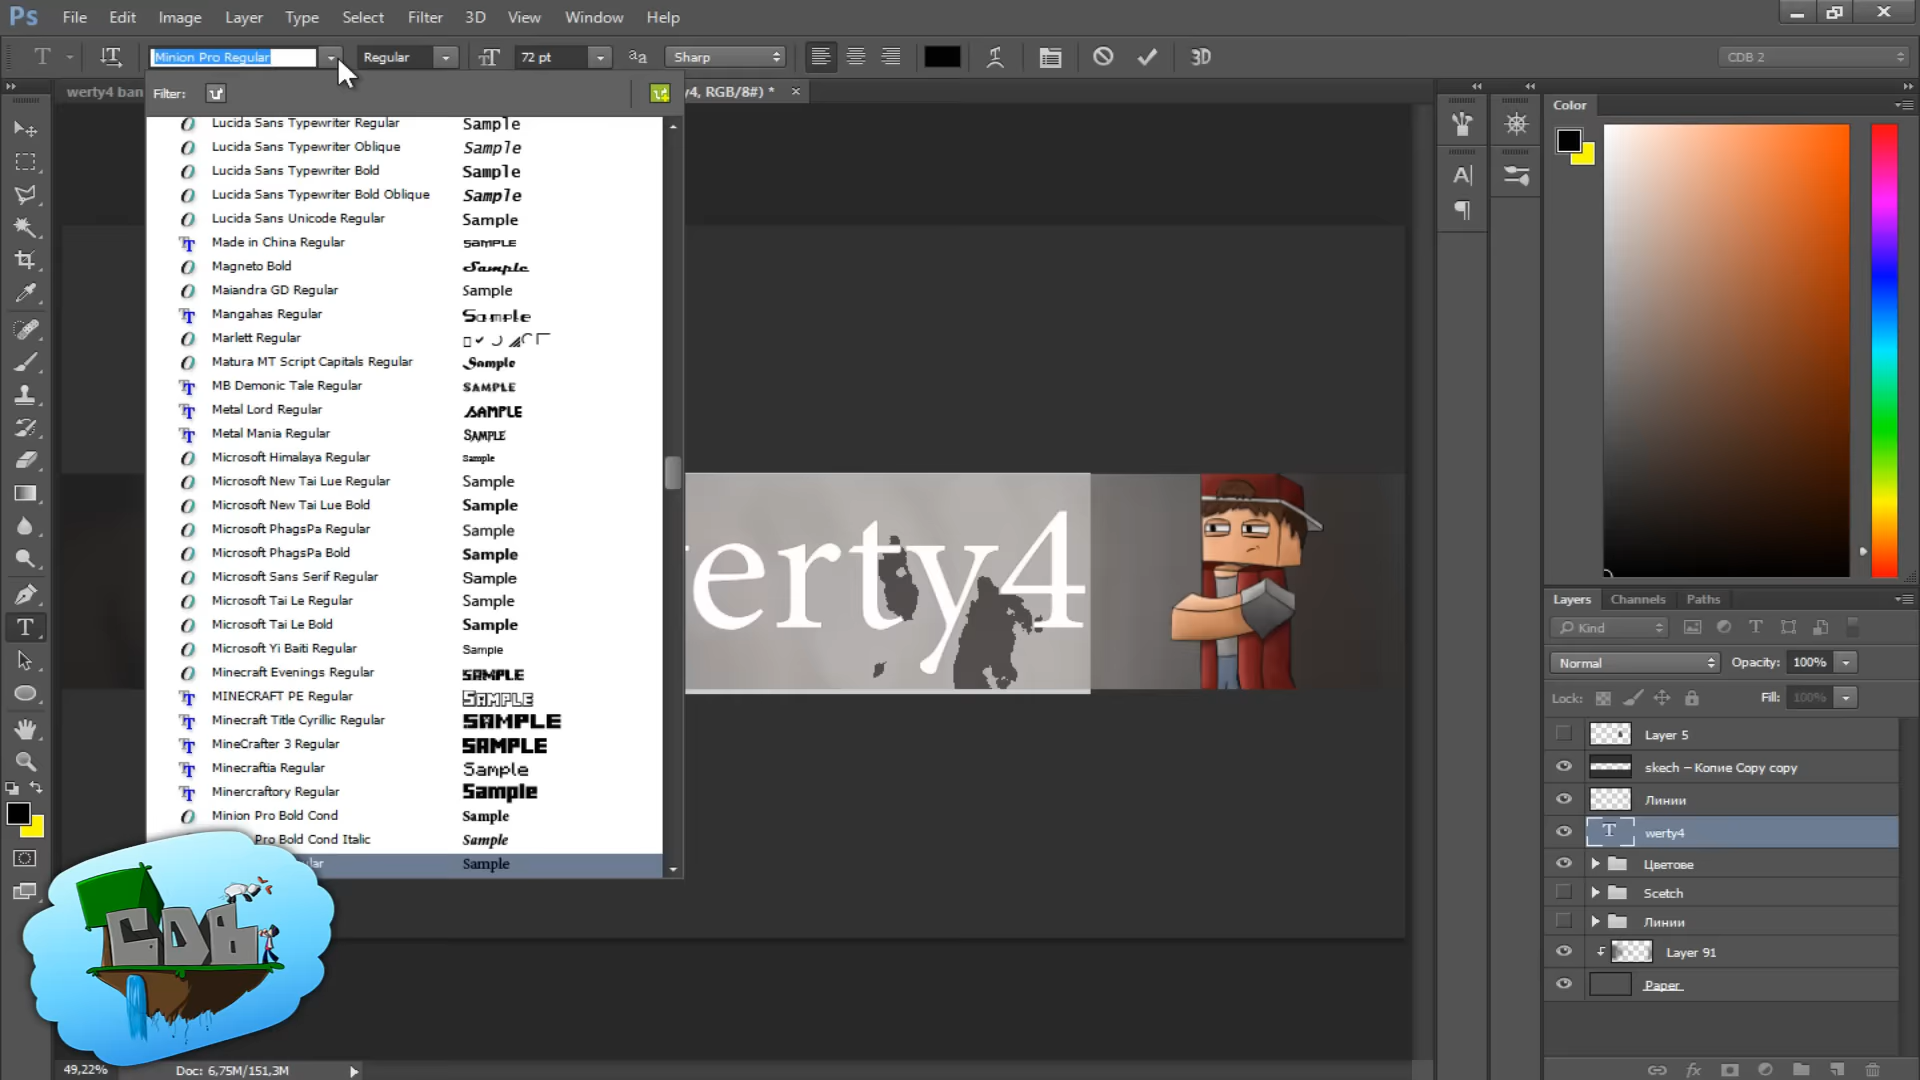 Ps File Edit Image Layer Type Select Filter 3D View Window Help
T Minion Pro Regular Regular 72 pt aa Sharp 3D CDB 2
werty4 ban y4, RGB/8#) * ×
Filter:
Lucida Sans Typewriter Regular Sample
Lucida Sans Typewriter Oblique Sample
Lucida Sans Typewriter Bold Sample
Lucida Sans Typewriter Bold Oblique Sample
Lucida Sans Unicode Regular Sample
Made in China Regular SAMPLE
Magneto Bold Sample
Maiandra GD Regular Sample
Mangahas Regular Sample
Marlett Regular
Matura MT Script Capitals Regular Sample
MB Demonic Tale Regular SAMPLE
Metal Lord Regular SAMPLE
Metal Mania Regular SAMPLE
Microsoft Himalaya Regular Sample
Microsoft New Tai Lue Regular Sample
Microsoft New Tai Lue Bold Sample
Microsoft PhagsPa Regular Sample
Microsoft PhagsPa Bold Sample
Microsoft Sans Serif Regular Sample
Microsoft Tai Le Regular Sample
Microsoft Tai Le Bold Sample
Microsoft Yi Baiti Regular Sample
Minecraft Evenings Regular SAMPLE
MINECRAFT PE Regular SAMPLE
Minecraft Title Cyrillic Regular SAMPLE
MineCrafter 3 Regular SAMPLE
Minecraftia Regular Sample
Minercraftory Regular Sample
Minion Pro Bold Cond Sample
Pro Bold Cond Italic Sample
ular Sample
werty4
CDB
49,22% Doc: 6,75M/151,3M
Color
Layers Channels Paths
Kind
Normal Opacity: 100%
Lock: Fill: 100%
Layer 5
skech – Копие Copy copy
Линии
werty4
Цветове
Scetch
Линии
Layer 91
Paper
fx